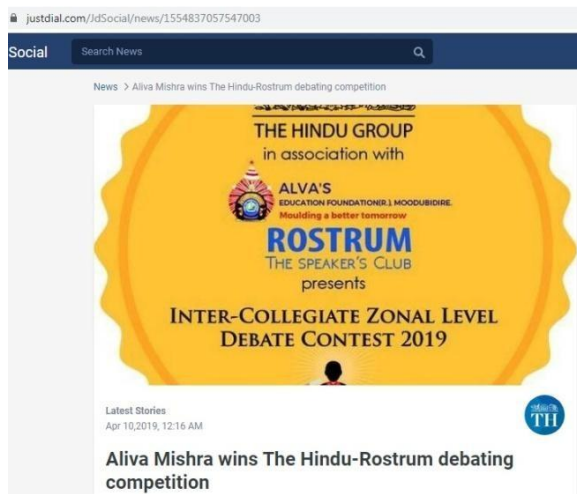 justdial.com/JdSocial/news/1554837057547003
Social
Search News
News > Aliva Mishra wins The Hindu-Rostrum debating competition
THE HINDU GROUP
in association with
ALVA'S
EDUCATION FOUNDATION(R.), MOODUBIDIRE.
Moulding a better tomorrow
ROSTRUM
THE SPEAKER'S CLUB
presents
INTER-COLLEGIATE ZONAL LEVEL
DEBATE CONTEST 2019
Latest Stories
Apr 10,2019, 12:16 AM
TH
Aliva Mishra wins The Hindu-Rostrum debating
competition